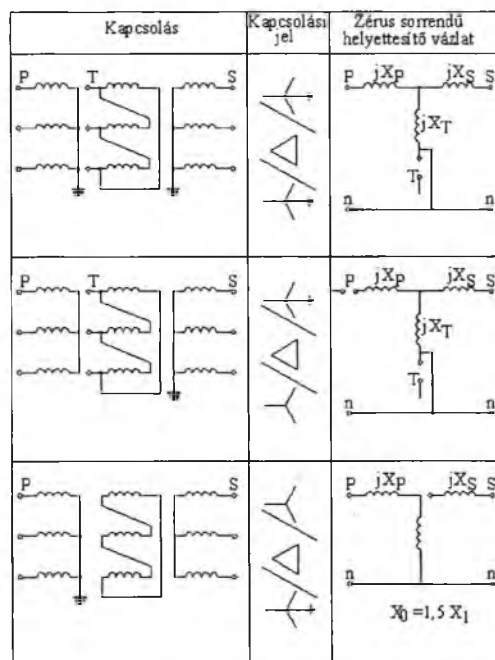 Kapcsolás
Kapcsolási
jel
Zérus sorrendű
helyettesítő vázlat
P T S
P jXP jXS S
jXT
T
n n
P T S
P jXP jXS S
jXT
T
n n
P S
P jXP jXS S
n n
X0 =1,5 X1